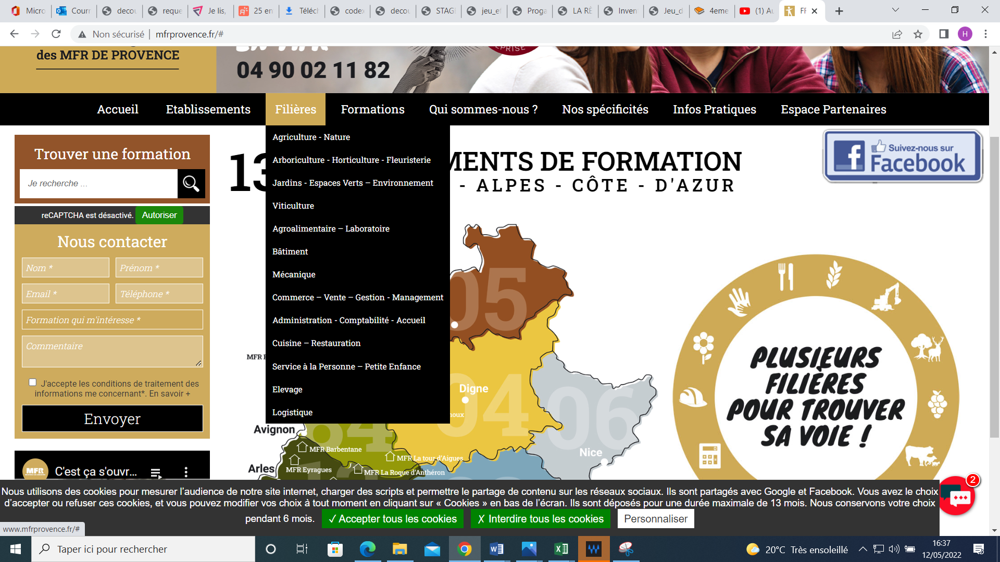 Micro
Courr
decou
reque
Je lis,
25 en
Téléch
codex
decou
STAGE
jeu_et
Proga
LA RÈ
Inven
Jeu_d
4eme
(1) Au
FF
Non sécurisé
mfrprovence.fr/#
H
des MFR DE PROVENCE
04 90 02 11 82
PRISE
Accueil
Etablissements
Filières
Formations
Qui sommes-nous ?
Nos spécificités
Infos Pratiques
Espace Partenaires
Trouver une formation
Je recherche ...
reCAPTCHA est désactivé. Autoriser
Nous contacter
Nom *
Prénom *
Email *
Téléphone *
Formation qui m'intéresse *
Commentaire
J'accepte les conditions de traitement des
informations me concernant*. En savoir +
Envoyer
MFR
C'est ça s'ouvr...
Agriculture - Nature
Arboriculture - Horticulture - Fleuristerie
Jardins - Espaces Verts – Environnement
Viticulture
Agroalimentaire – Laboratoire
Bâtiment
Mécanique
Commerce – Vente – Gestion - Management
Administration - Comptabilité - Accueil
Cuisine – Restauration
Service à la Personne – Petite Enfance
Elevage
Logistique
13
MENTS DE FORMATION
- ALPES - CÔTE - D'AZUR
Suivez-nous sur
Facebook
05
MFR
04
Digne
06
Nice
84
Avignon
MFR Barbentane
MFR La tour d'Aigues
Arles
MFR Eyragues
MFR La Roque d'Anthéron
PLUSIEURS
FILIÈRES
POUR TROUVER
SA VOIE !
2
Nous utilisons des cookies pour mesurer l'audience de notre site internet, charger des scripts et permettre le partage de contenu sur les réseaux sociaux. Ils sont partagés avec Google et Facebook. Vous avez le choix
d'accepter ou refuser ces cookies, et vous pouvez modifier vos choix à tout moment en cliquant sur « Cookies » en bas de l'écran. Ils sont déposés pour une durée maximale de 13 mois. Nous conservons votre choix
pendant 6 mois. ✓ Accepter tous les cookies ✗ Interdire tous les cookies Personnaliser
www.mfrprovence.fr/#
Taper ici pour rechercher
20°C Très ensoleillé
16:37
12/05/2022